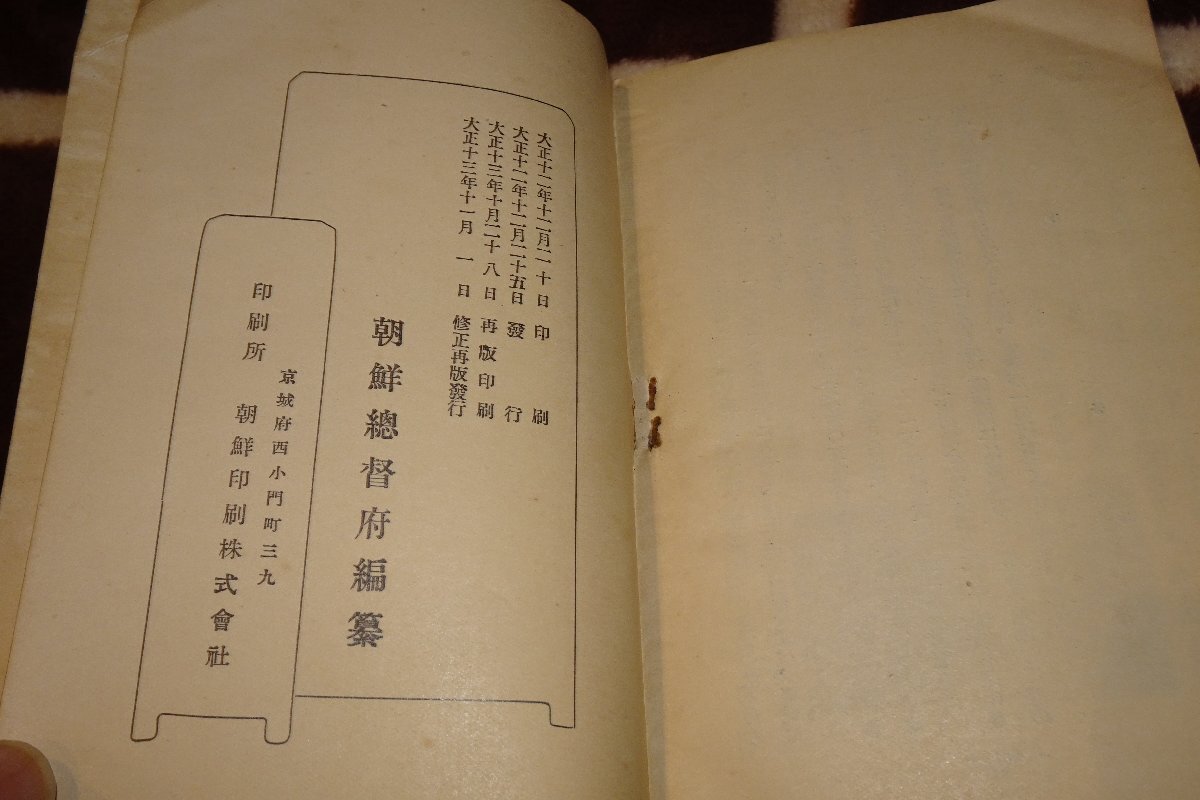 大正十二年十二月二十日印刷
大正十二年十二月二十五日發行
大正十三年十月二十八日再版印刷
大正十三年十一月一日修正再版發行
朝鮮總督府編纂
京城府西小門町三九
印刷所 朝鮮印刷株式會社